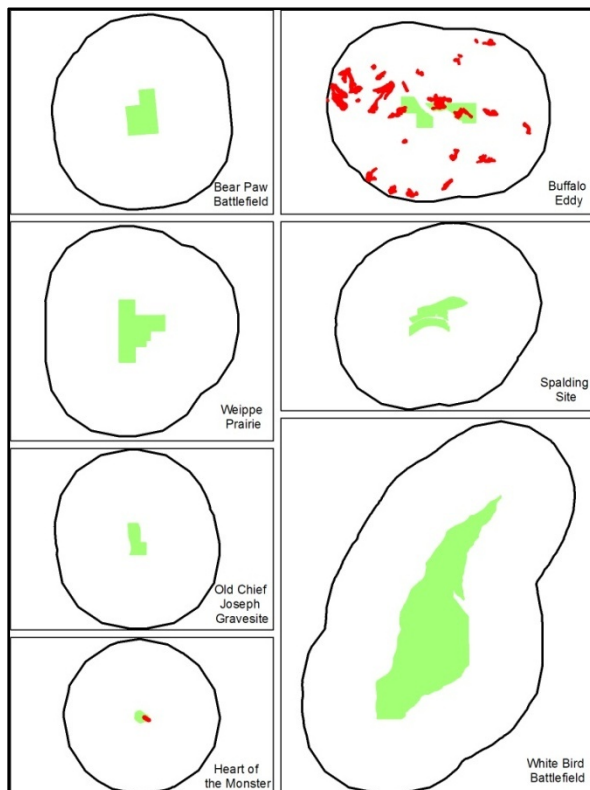 Bear Paw
Battlefield
Buffalo
Eddy
Weippe
Prairie
Spalding
Site
Old Chief
Joseph
Gravesite
Heart of
the Monster
White Bird
Battlefield